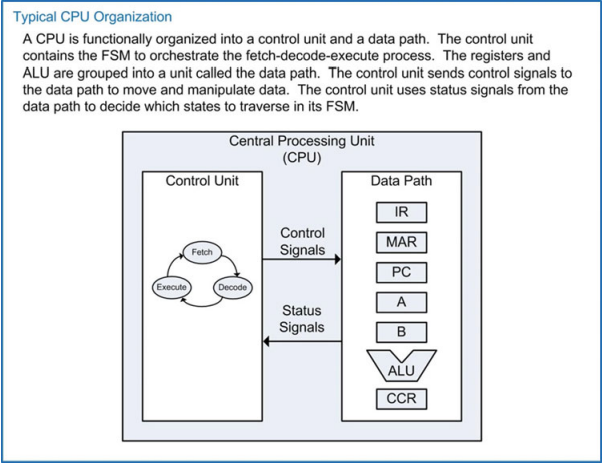 Typical CPU Organization
A CPU is functionally organized into a control unit and a data path. The control unit
contains the FSM to orchestrate the fetch-decode-execute process. The registers and
ALU are grouped into a unit called the data path. The control unit sends control signals to
the data path to move and manipulate data. The control unit uses status signals from the
data path to decide which states to traverse in its FSM.
Central Processing Unit
(CPU)
Control Unit
Fetch
Execute
Decode
Control
Signals
Status
Signals
Data Path
IR
MAR
PC
A
B
ALU
CCR